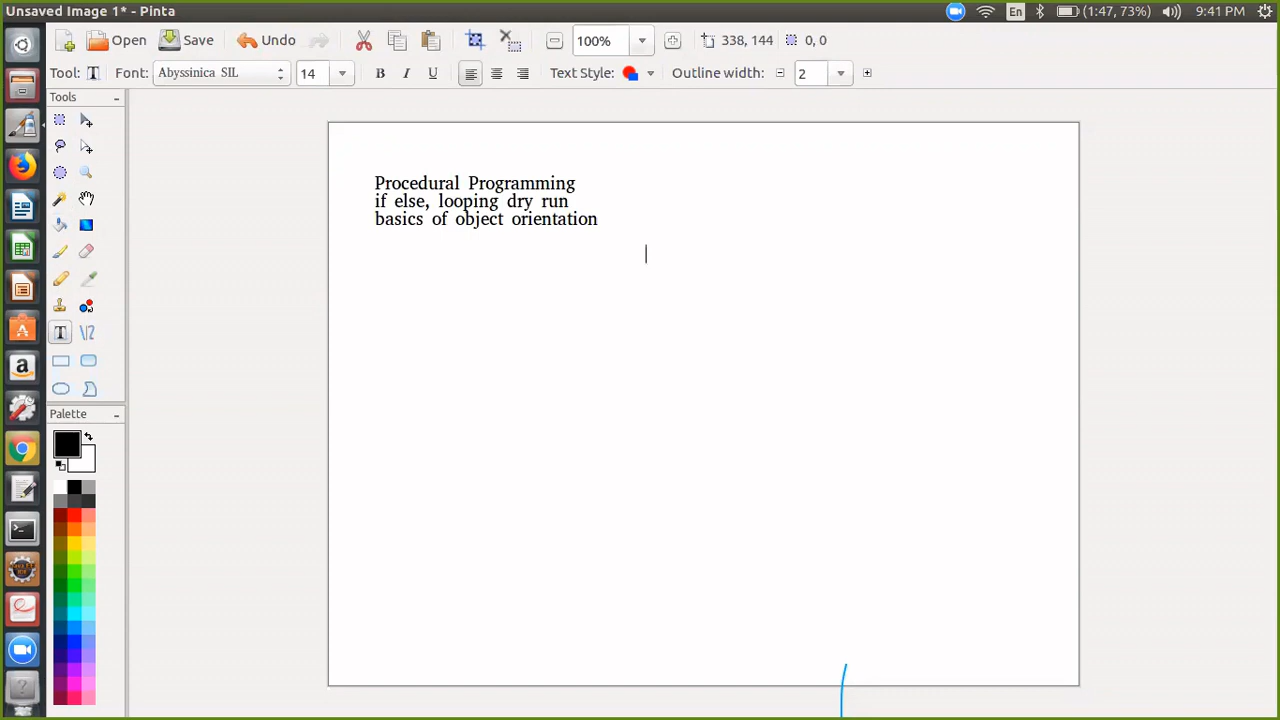 Unsaved Image 1* - Pinta
En
(1:47, 73%)
9:41 PM
Open
Save
Undo
100%
338, 144
0, 0
Tool: T
Font:
Abyssinica SIL
14
B
I
U
Text Style:
Outline width:
2
Tools
Palette
Procedural Programming
if else, looping dry run
basics of object orientation